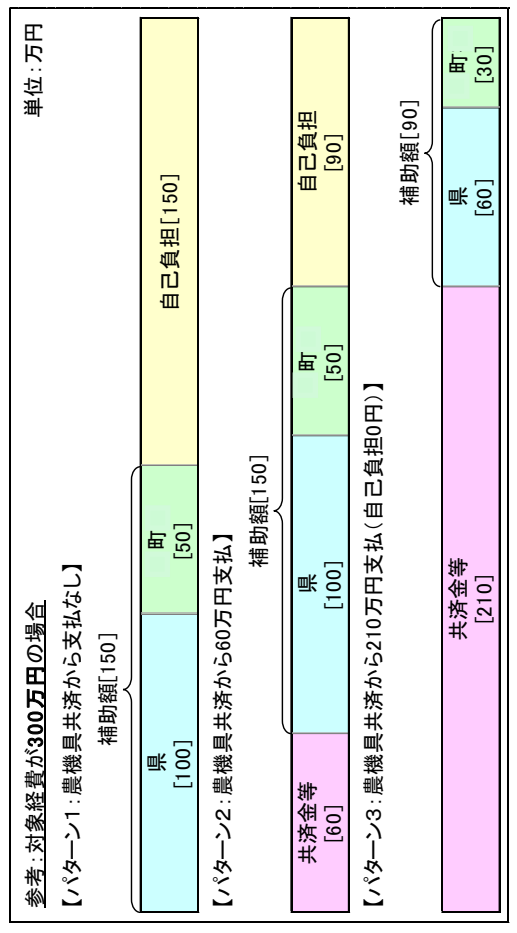 参考：対象経費が300万円の場合
単位：万円
【パターン1：農機具共済から支払なし】
補助額[150]
県
[100]
町
[50]
自己負担[150]
【パターン2：農機具共済から60万円支払】
補助額[150]
共済金等
[60]
県
[100]
町
[50]
自己負担
[90]
【パターン3：農機具共済から210万円支払（自己負担0円）】
補助額[90]
共済金等
[210]
県
[60]
町
[30]